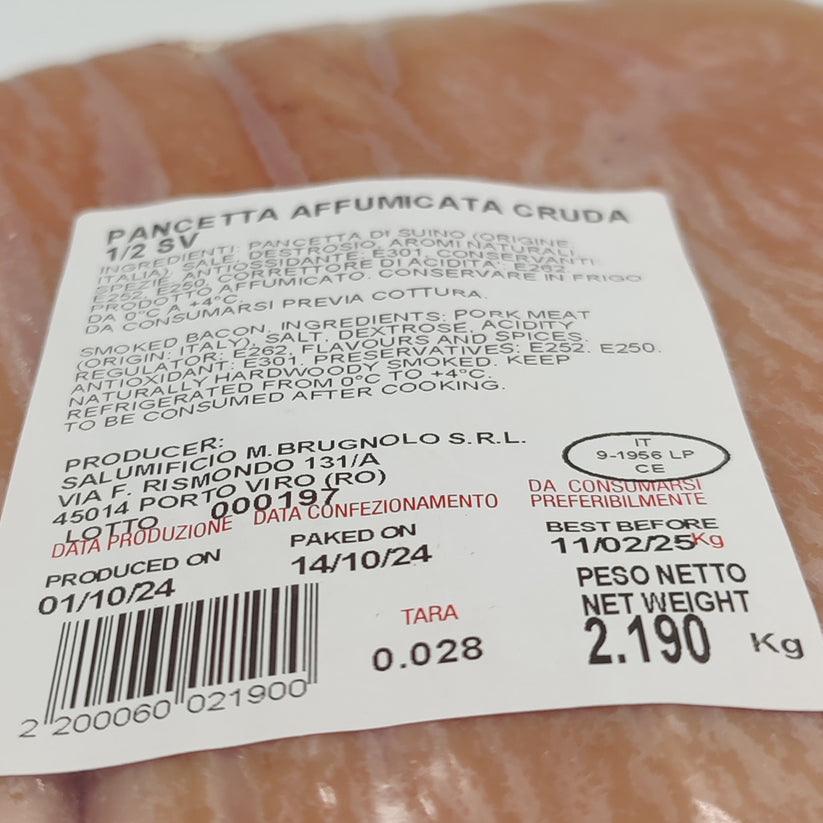 PANCETTA AFFUMICATA CRUDA
1/2 SV
INGREDIENTI: PANCETTA DI SUINO (ORIGINE
ITALIA), SALE, DESTROSIO, AROMI NATURALI,
SPEZIE, ANTIOSSIDANTE: E301, CONSERVANTI:
E252, E250, CORRETTORE DI ACIDITA': E262.
PRODOTTO AFFUMICATO. CONSERVARE IN FRIGO
DA 0°C A +4°C.
DA CONSUMARSI PREVIA COTTURA.
SMOKED BACON. INGREDIENTS: PORK MEAT
(ORIGIN: ITALY), SALT, DEXTROSE, ACIDITY
REGULATOR: E262, FLAVOURS AND SPICES.
ANTIOXIDANT: E301, PRESERVATIVES: E252. E250.
NATURALLY HARDWOODY SMOKED. KEEP
REFRIGERATED FROM 0°C TO +4°C.
TO BE CONSUMED AFTER COOKING.
PRODUCER:
SALUMIFICIO M.BRUGNOLO S.R.L.
VIA F. RISMONDO 131/A
45014 PORTO VIRO (RO)
LOTTO 000197
IT
9-1956 LP
CE
DATA PRODUZIONE DATA CONFEZIONAMENTO DA CONSUMARSI
PREFERIBILMENTE
PRODUCED ON PAKED ON BEST BEFORE
01/10/24 14/10/24 11/02/25 Kg
PESO NETTO
NET WEIGHT
TARA
0.028 2.190 Kg
2 200060 021900